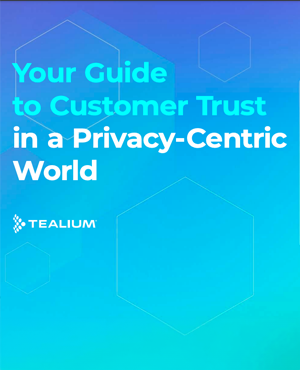 Your Guide
to Customer Trust
in a Privacy-Centric
World
TEALIUM